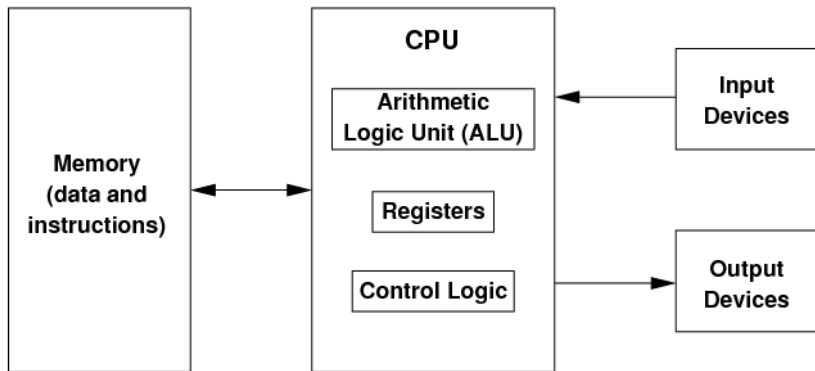 Memory
(data and
instructions)
CPU
Arithmetic
Logic Unit (ALU)
Registers
Control Logic
Input
Devices
Output
Devices